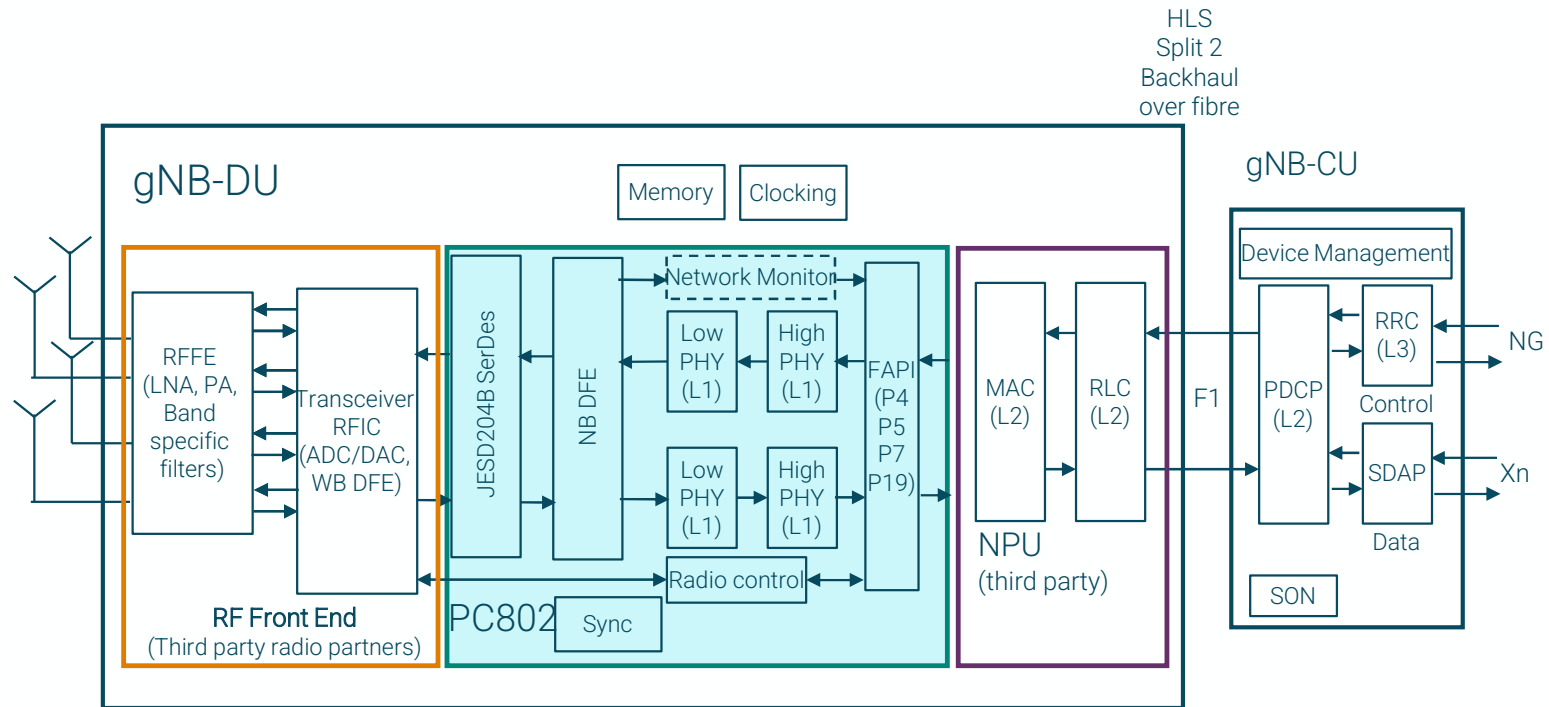 HLS
Split 2
Backhaul
over fibre
gNB-DU
Memory
Clocking
gNB-CU
RFFE
(LNA, PA,
Band
specific
filters)
Transceiver
RFIC
(ADC/DAC,
WB DFE)
RF Front End
(Third party radio partners)
JESD204B SerDes
NB DFE
Network Monitor
Low
PHY
(L1)
High
PHY
(L1)
Low
PHY
(L1)
High
PHY
(L1)
Radio control
FAPI
(P4
P5
P7
P19)
PC802
Sync
MAC
(L2)
RLC
(L2)
NPU
(third party)
F1
Device Management
PDCP
(L2)
RRC
(L3)
Control
SDAP
Data
SON
NG
Xn